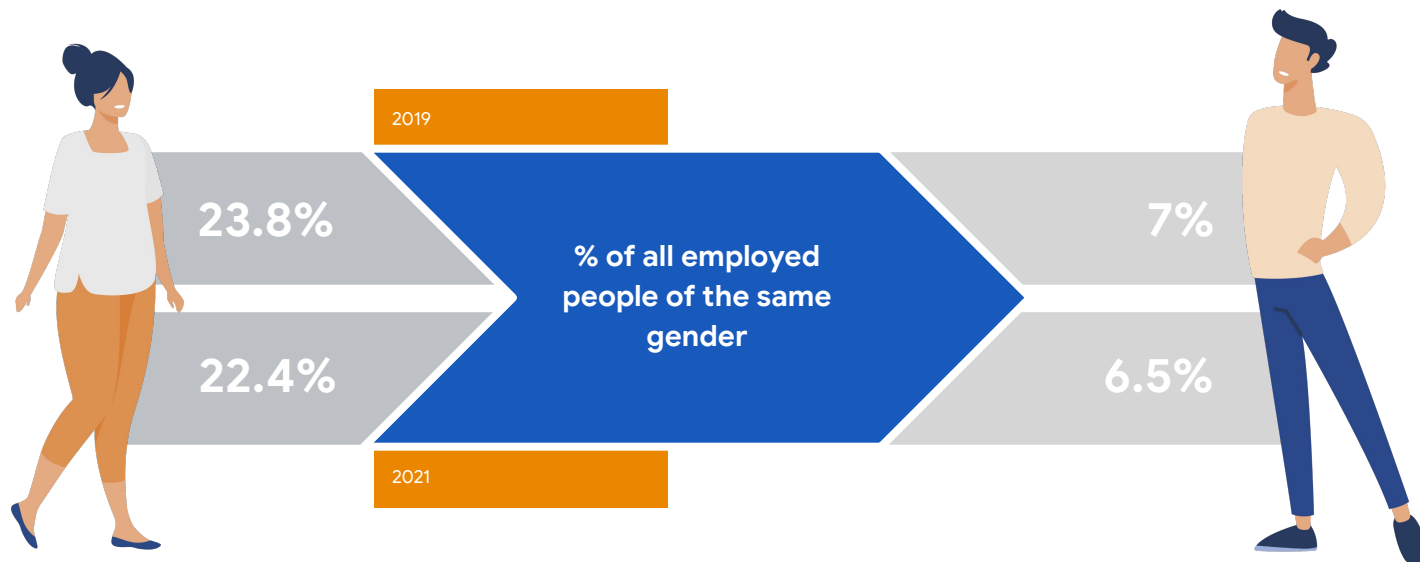 2019
23.8%
7%
% of all employed
people of the same
gender
22.4%
6.5%
2021